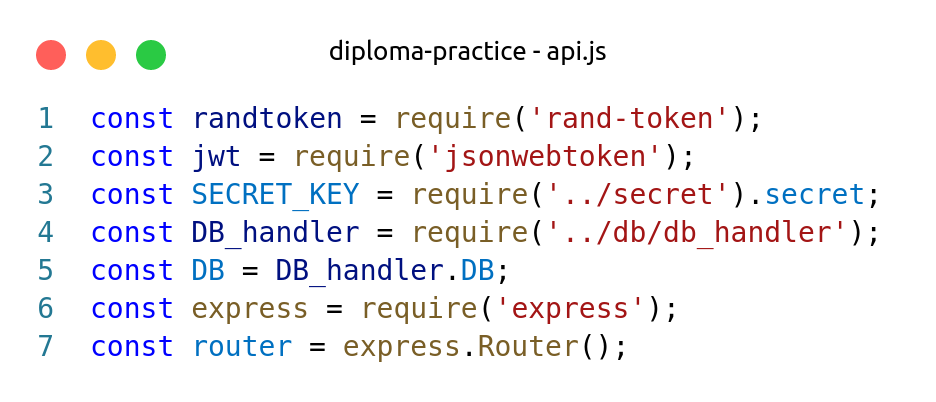 diploma-practice - api.js
1 const randtoken = require('rand-token');
2 const jwt = require('jsonwebtoken');
3 const SECRET_KEY = require('../secret').secret;
4 const DB_handler = require('../db/db_handler');
5 const DB = DB_handler.DB;
6 const express = require('express');
7 const router = express.Router();